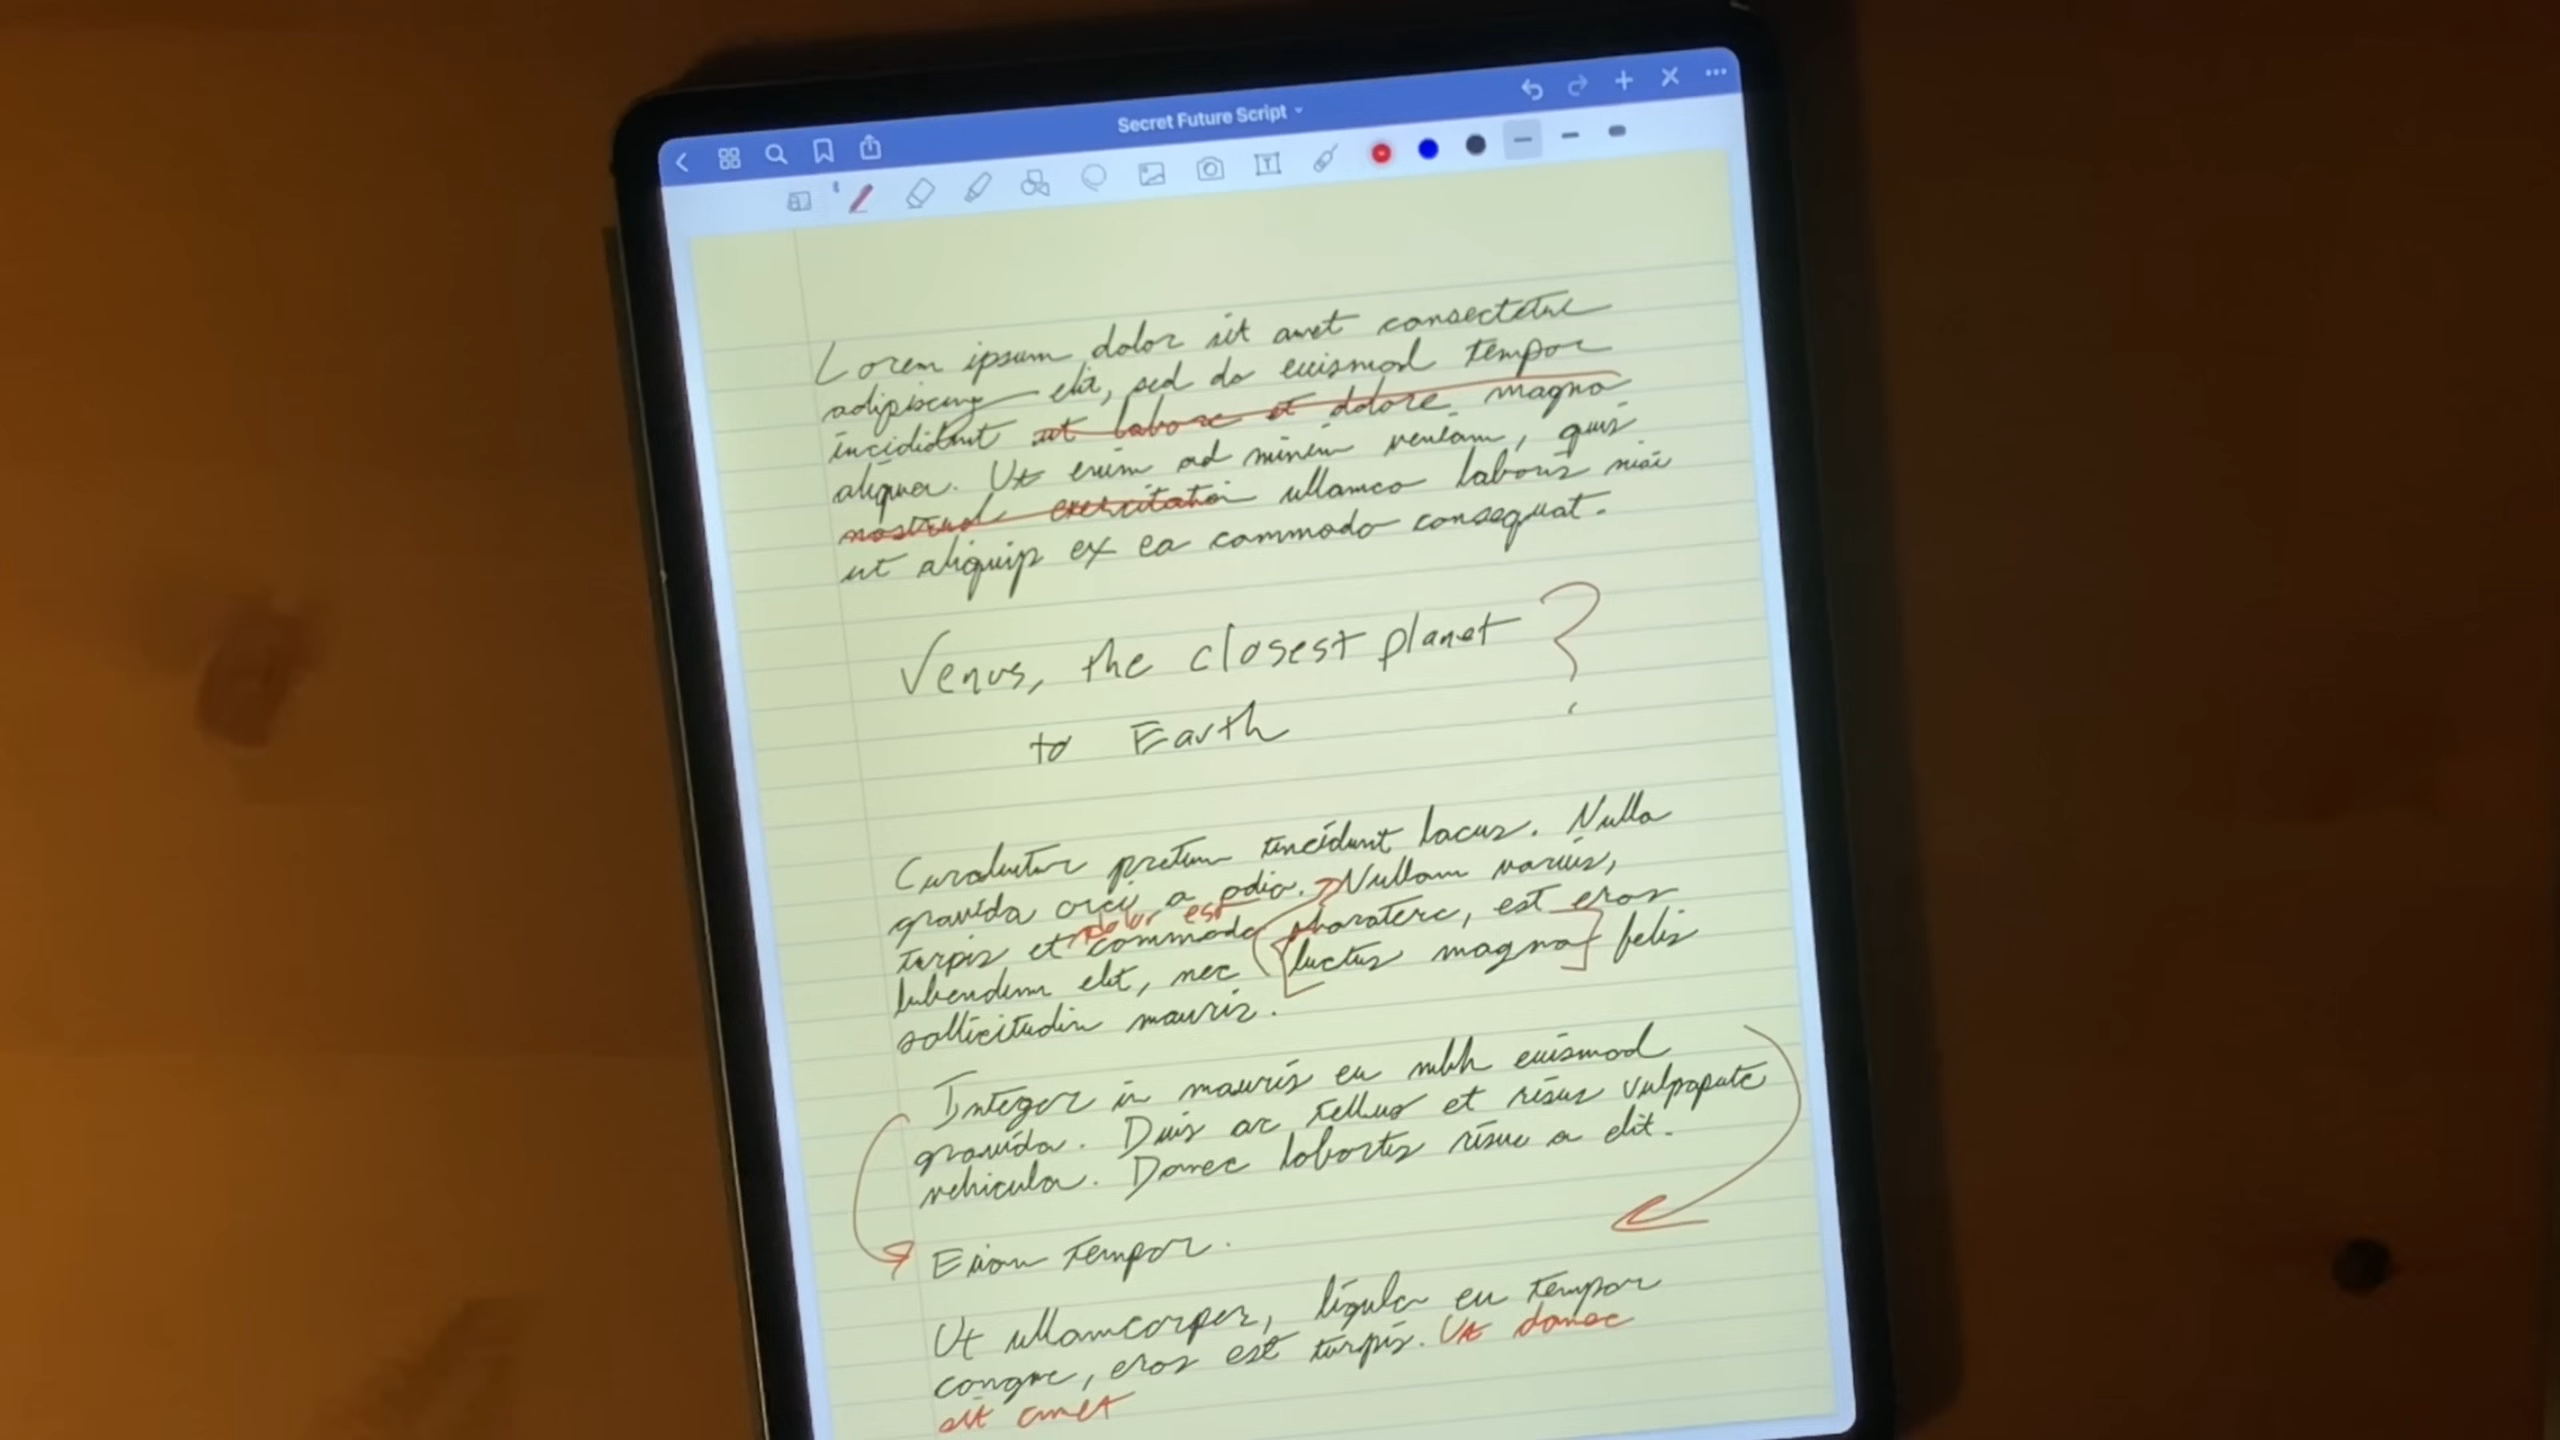 Secret Future Script
Lorem ipsum dolor sit amet consectetur
adipiscing elit, sed do euismod tempor
incididunt ut labore et dolore magna
aliqua. Ut enim ad minim veniam, quis
nostrud exercitation ullamco laboris nisi
ut aliquip ex ea commodo consequat.
Venus, the closest planet ?
to Earth
Curabitur pretium tincidunt lacus. Nulla
gravida orci a odio. Nullam varius,
dolor est
turpis et commodo pharatere, est eros
bibendum elit, nec luctus magna felis
sollicitudin mauris.
Integer in mauris eu nibh euismod
gravida. Duis ac tellus et risus vulpapute
vehicula. Donec lobortis risus a elit.
Tempor.
Ut ullamcorper, ligula eu tempor
congue, eros est turpis. Ut donec
sit amet